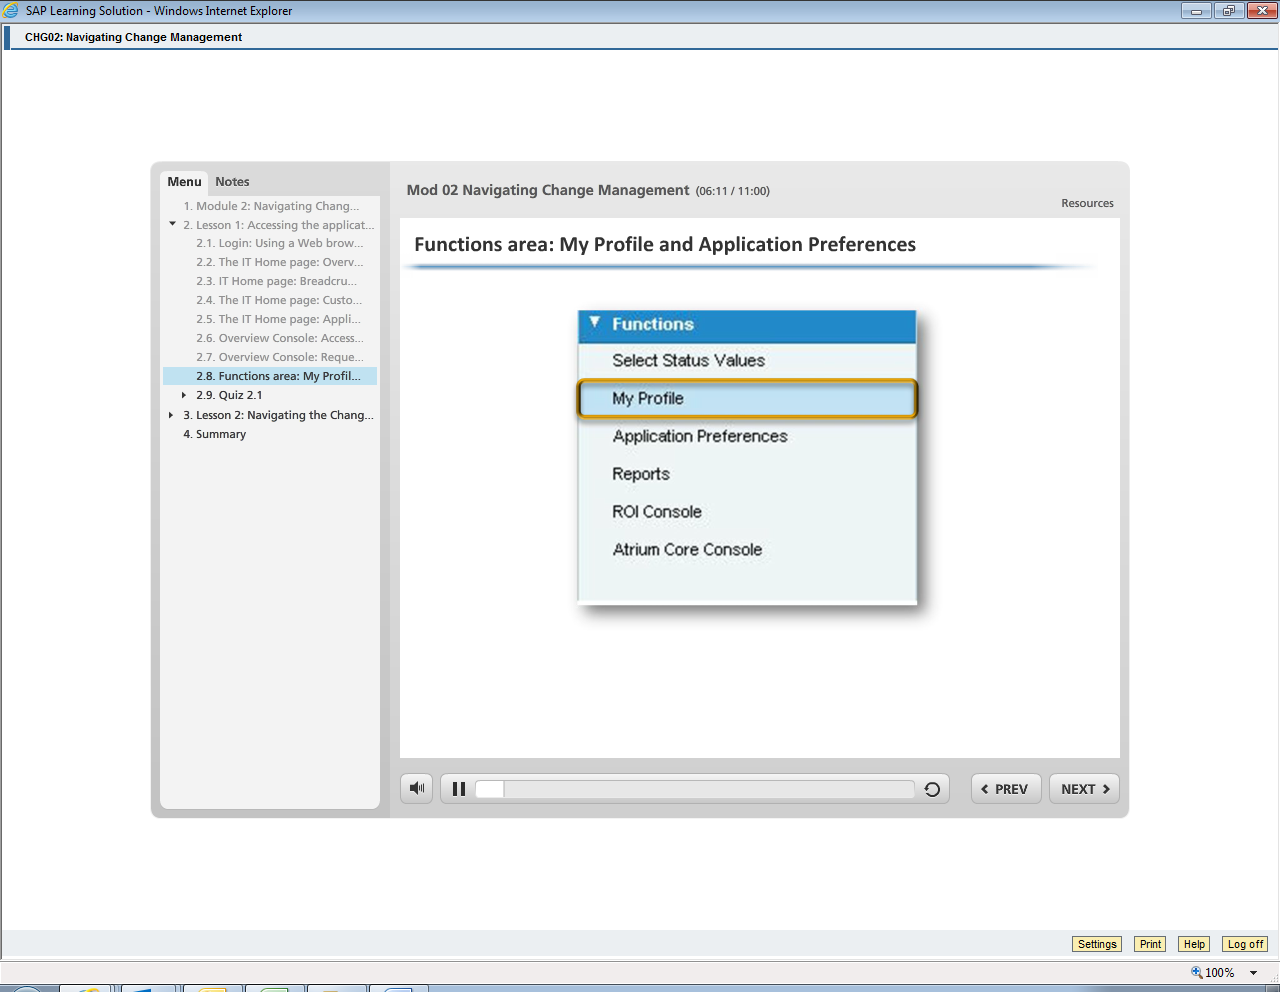 SAP Learning Solution - Windows Internet Explorer
CHG02: Navigating Change Management
Menu
Notes
1. Module 2: Navigating Chang...
2. Lesson 1: Accessing the applicat...
2.1. Login: Using a Web brow...
2.2. The IT Home page: Overv...
2.3. IT Home page: Breadcru...
2.4. The IT Home page: Custo...
2.5. The IT Home page: Appli...
2.6. Overview Console: Access...
2.7. Overview Console: Reque...
2.8. Functions area: My Profil...
2.9. Quiz 2.1
3. Lesson 2: Navigating the Chang...
4. Summary
Mod 02 Navigating Change Management (06:11 / 11:00)
Resources
Functions area: My Profile and Application Preferences
Functions
Select Status Values
My Profile
Application Preferences
Reports
ROI Console
Atrium Core Console
PREV
NEXT
Settings
Print
Help
Log off
100%